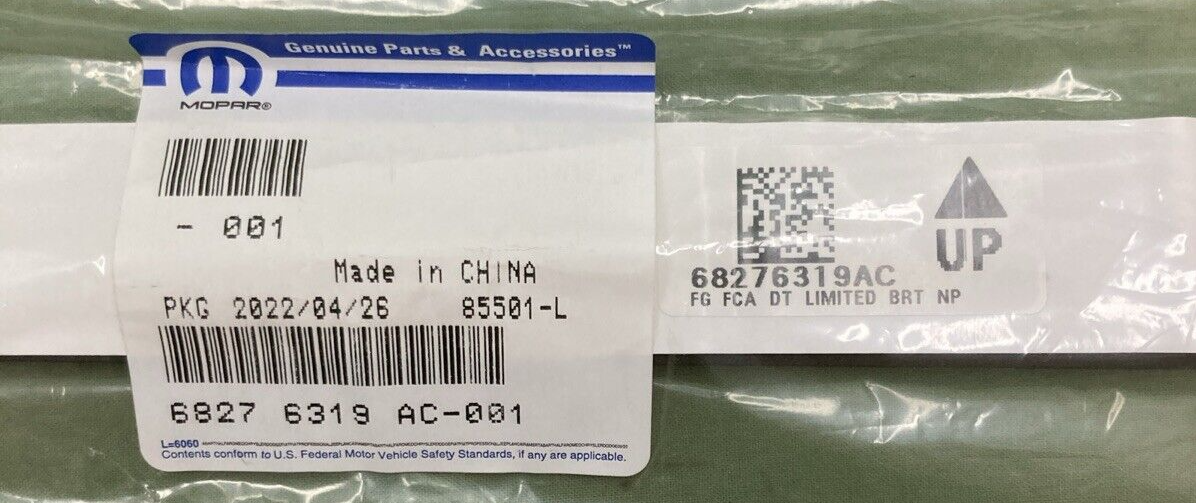 Genuine Parts & Accessories™
MOPAR®
- 001
Made in CHINA
PKG 2022/04/26 85501-L
6827 6319 AC-001
L=6060
Contents conform to U.S. Federal Motor Vehicle Safety Standards, if any are applicable.
UP
68276319AC
FG FCA DT LIMITED BRT NP